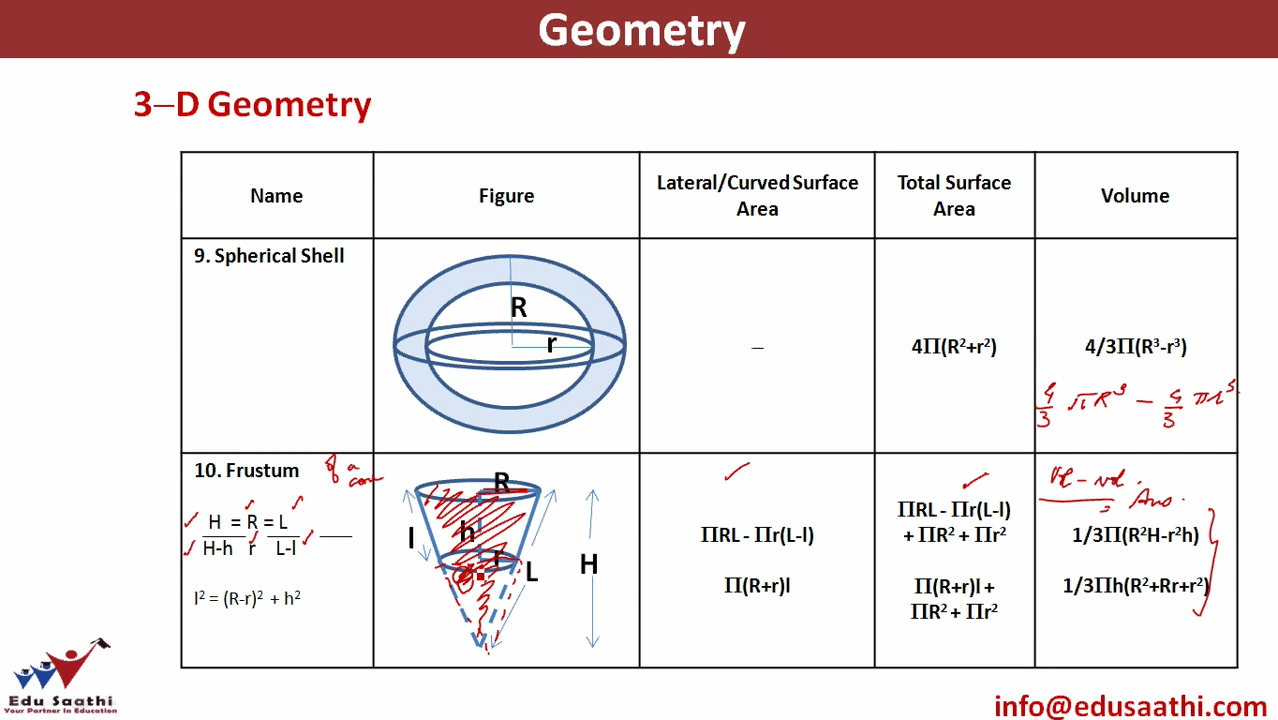 Geometry
3–D Geometry
Name
Figure
Lateral/Curved Surface
Area
Total Surface
Area
Volume
9. Spherical Shell
R
r
–
4Π(R²+r²)
4/3Π(R³-r³)
4/3 πR³ – 4/3 πr³
10. Frustum of a cone
H = R = L
H-h r L-l
l² = (R-r)² + h²
R
h
l
r
L
H
ΠRL - Πr(L-l)
Π(R+r)l
ΠRL - Πr(L-l)
+ ΠR² + Πr²
Π(R+r)l +
ΠR² + Πr²
Ans.
1/3Π(R²H-r²h)
1/3Πh(R²+Rr+r²)
Edu Saathi
Your Partner in Education
info@edusaathi.com